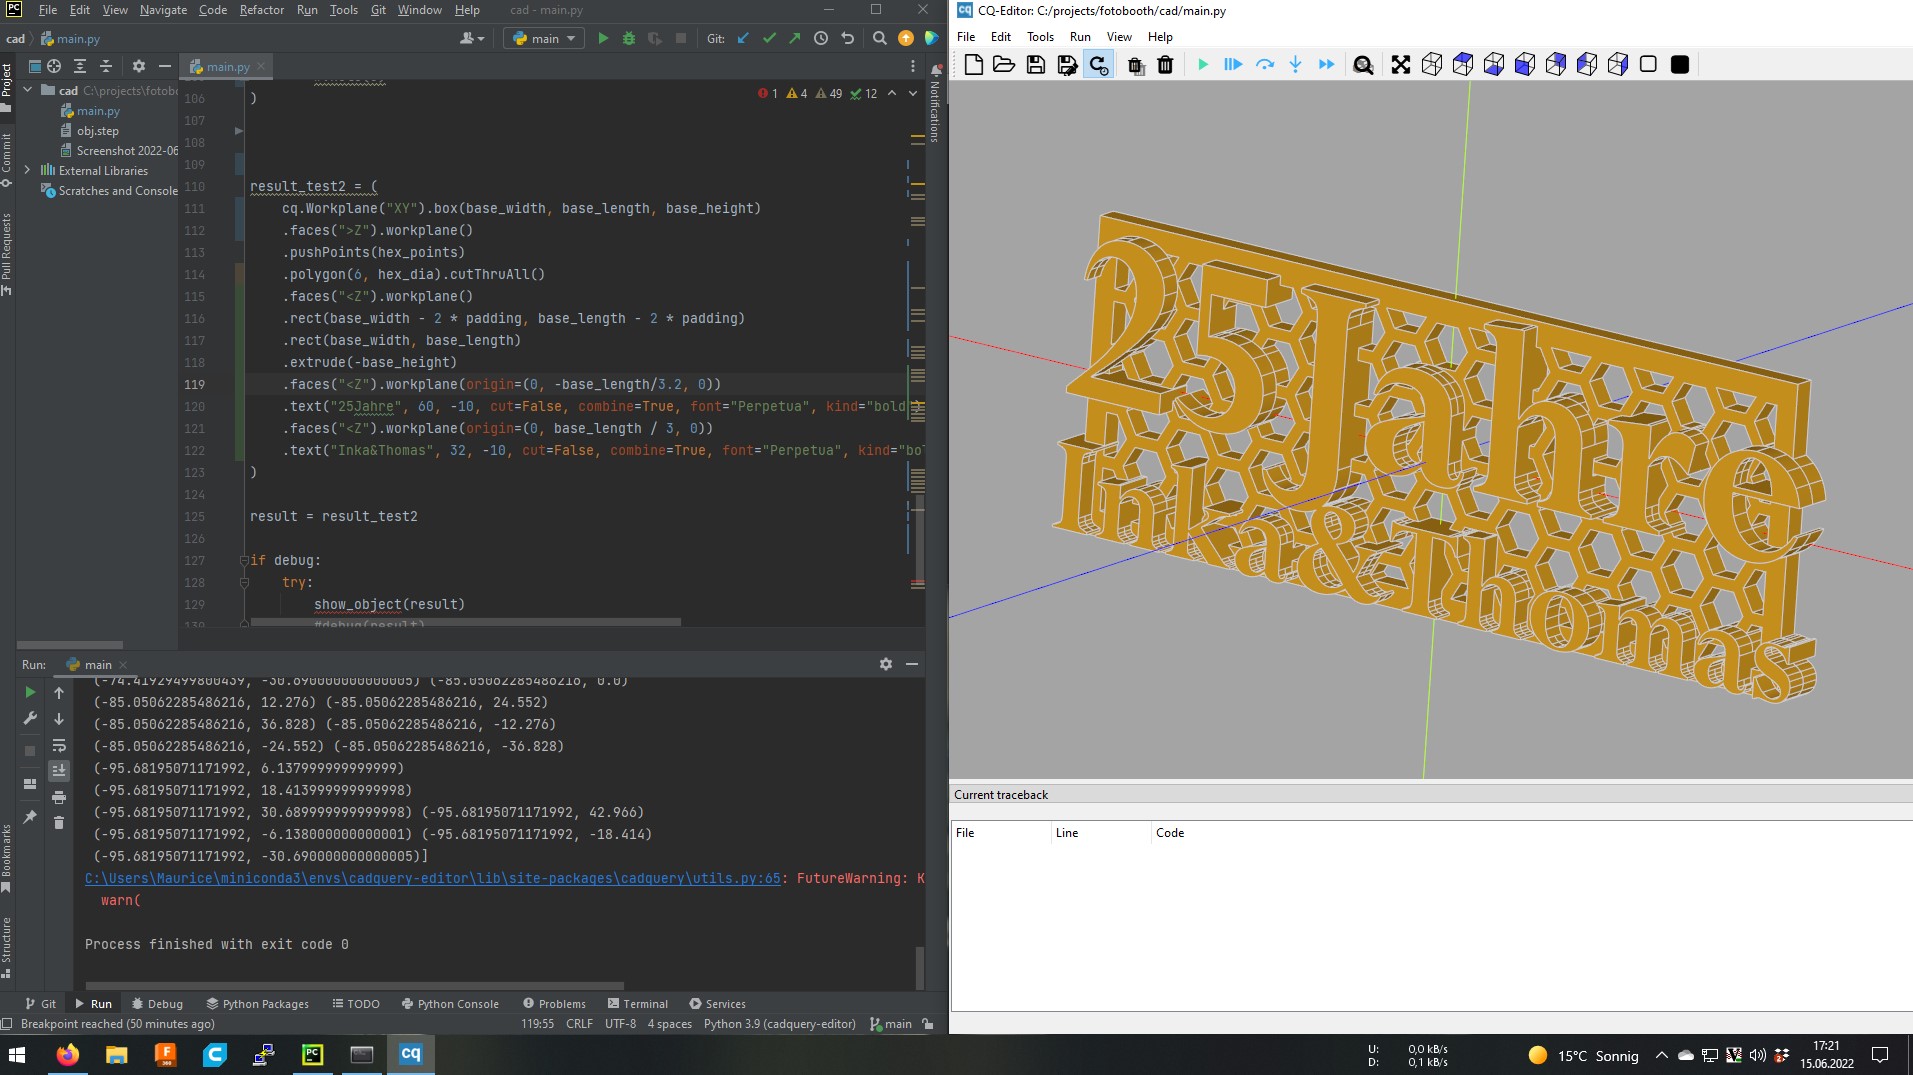 PC File Edit View Navigate Code Refactor Run Tools Git Window Help cad - main.py
cad main.py main Git:
Project
Commit
Pull Requests
Bookmarks
Structure
Notifications
cad C:\projects\fotobo
main.py
obj.step
Screenshot 2022-06
External Libraries
Scratches and Console
main.py
1 4 49 12
106 )
107
108
109
110 result_test2 = (
111 cq.Workplane("XY").box(base_width, base_length, base_height)
112 .faces(">Z").workplane()
113 .pushPoints(hex_points)
114 .polygon(6, hex_dia).cutThruAll()
115 .faces("<Z").workplane()
116 .rect(base_width - 2 * padding, base_length - 2 * padding)
117 .rect(base_width, base_length)
118 .extrude(-base_height)
119 .faces("<Z").workplane(origin=(0, -base_length/3.2, 0))
120 .text("25Jahre", 60, -10, cut=False, combine=True, font="Perpetua", kind="bold")
121 .faces("<Z").workplane(origin=(0, base_length / 3, 0))
122 .text("Inka&Thomas", 32, -10, cut=False, combine=True, font="Perpetua", kind="bol
123 )
124
125 result = result_test2
126
127 if debug:
128 try:
129 show_object(result)
130 #debug(result)
Run: main
(-74.41929499800439, -30.690000000000005) (-85.05062285486216, 0.0)
(-85.05062285486216, 12.276) (-85.05062285486216, 24.552)
(-85.05062285486216, 36.828) (-85.05062285486216, -12.276)
(-85.05062285486216, -24.552) (-85.05062285486216, -36.828)
(-95.68195071171992, 6.137999999999999)
(-95.68195071171992, 18.413999999999998)
(-95.68195071171992, 30.689999999999998) (-95.68195071171992, 42.966)
(-95.68195071171992, -6.138000000000001) (-95.68195071171992, -18.414)
(-95.68195071171992, -30.690000000000005)]
C:\Users\Maurice\miniconda3\envs\cadquery-editor\lib\site-packages\cadquery\utils.py:65: FutureWarning: K
warn(
Process finished with exit code 0
Git Run Debug Python Packages TODO Python Console Problems Terminal Services
Breakpoint reached (50 minutes ago) 119:55 CRLF UTF-8 4 spaces Python 3.9 (cadquery-editor) main
CQ CQ-Editor: C:/projects/fotobooth/cad/main.py
File Edit Tools Run View Help
25Jahre
Inka&Thomas
Current traceback
File Line Code
PC cq
U: 0,0 kB/s
D: 0,1 kB/s
15°C Sonnig
17:21
15.06.2022